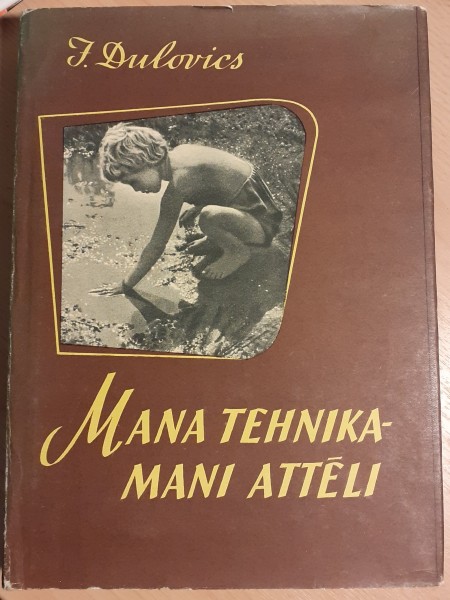 J. Dulovics
MANA TEHNIKA-
MANI ATTĒLI